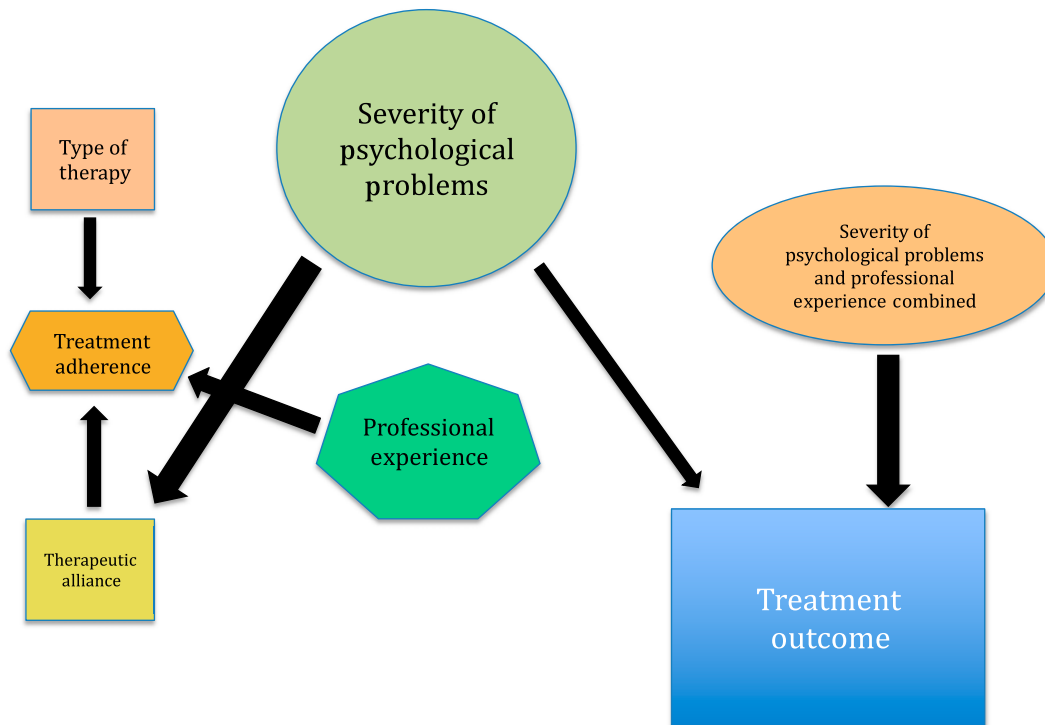 Severity of
psychological
problems
Type of
therapy
Severity of
psychological problems
and professional
experience combined
Treatment
adherence
Professional
experience
Therapeutic
alliance
Treatment
outcome